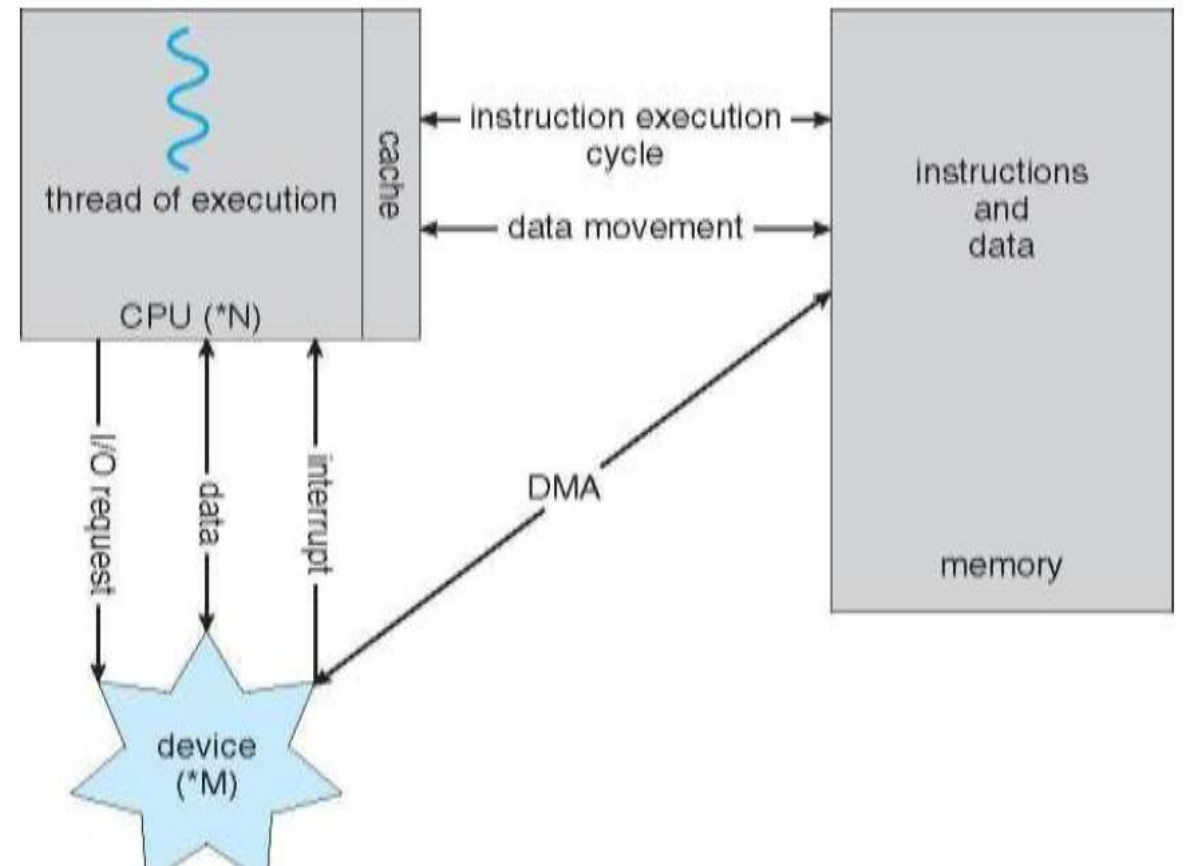 thread of execution
cache
CPU (*N)
instruction execution
cycle
data movement
instructions
and
data
memory
I/O request
data
interrupt
DMA
device
(*M)